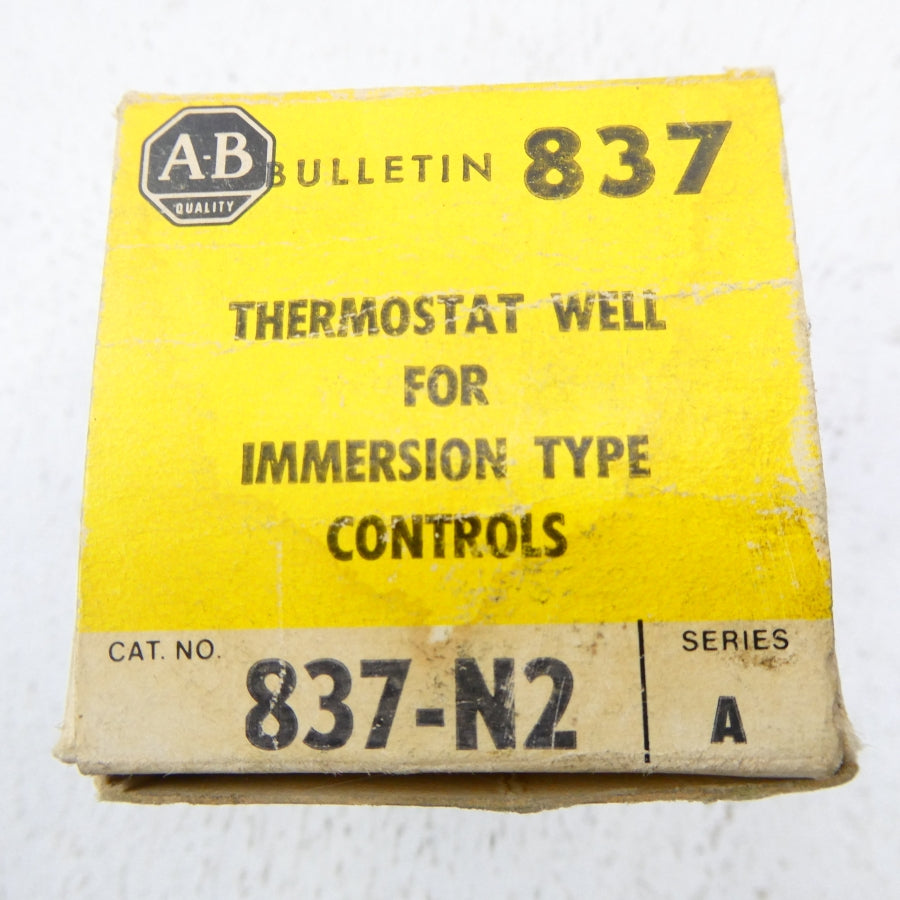 A-B
QUALITY
BULLETIN 837
THERMOSTAT WELL
FOR
IMMERSION TYPE
CONTROLS
CAT. NO.
837-N2
SERIES
A